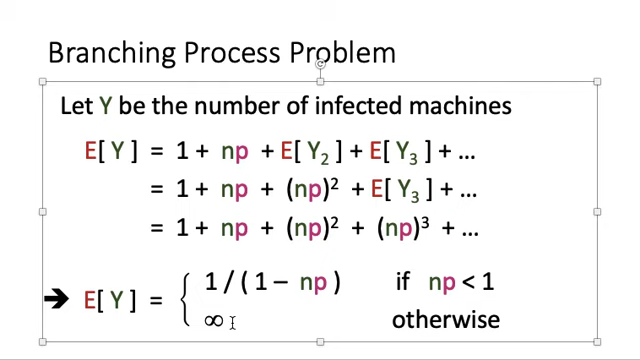 Branching Process Problem
Let Y be the number of infected machines
E[ Y ] = 1 + np + E[ Y₂ ] + E[ Y₃ ] + ...
= 1 + np + (np)² + E[ Y₃ ] + ...
= 1 + np + (np)² + (np)³ + ...
1 / ( 1 – np ) if np < 1
➔ E[ Y ] = {
∞ otherwise